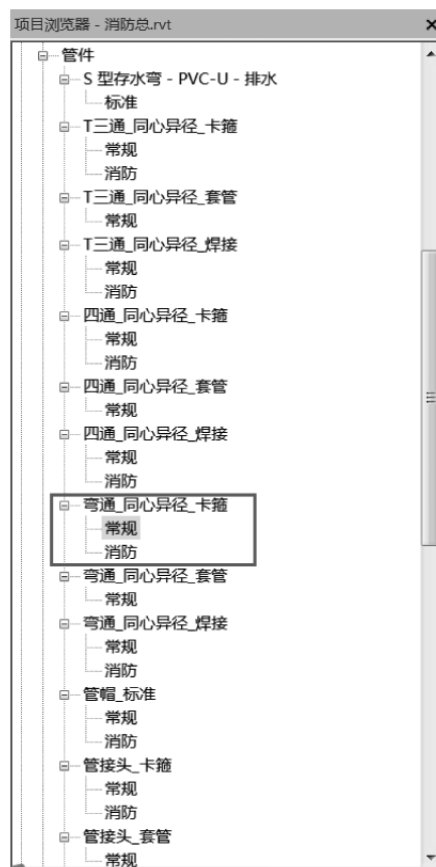 项目浏览器 - 消防总.rvt
管件
S 型存水弯 - PVC-U - 排水
标准
T三通_同心异径_卡箍
常规
消防
T三通_同心异径_套管
常规
T三通_同心异径_焊接
常规
消防
四通_同心异径_卡箍
常规
消防
四通_同心异径_套管
常规
四通_同心异径_焊接
常规
消防
弯通_同心异径_卡箍
常规
消防
弯通_同心异径_套管
常规
弯通_同心异径_焊接
常规
消防
管帽_标准
常规
消防
管接头_卡箍
常规
消防
管接头_套管
常规